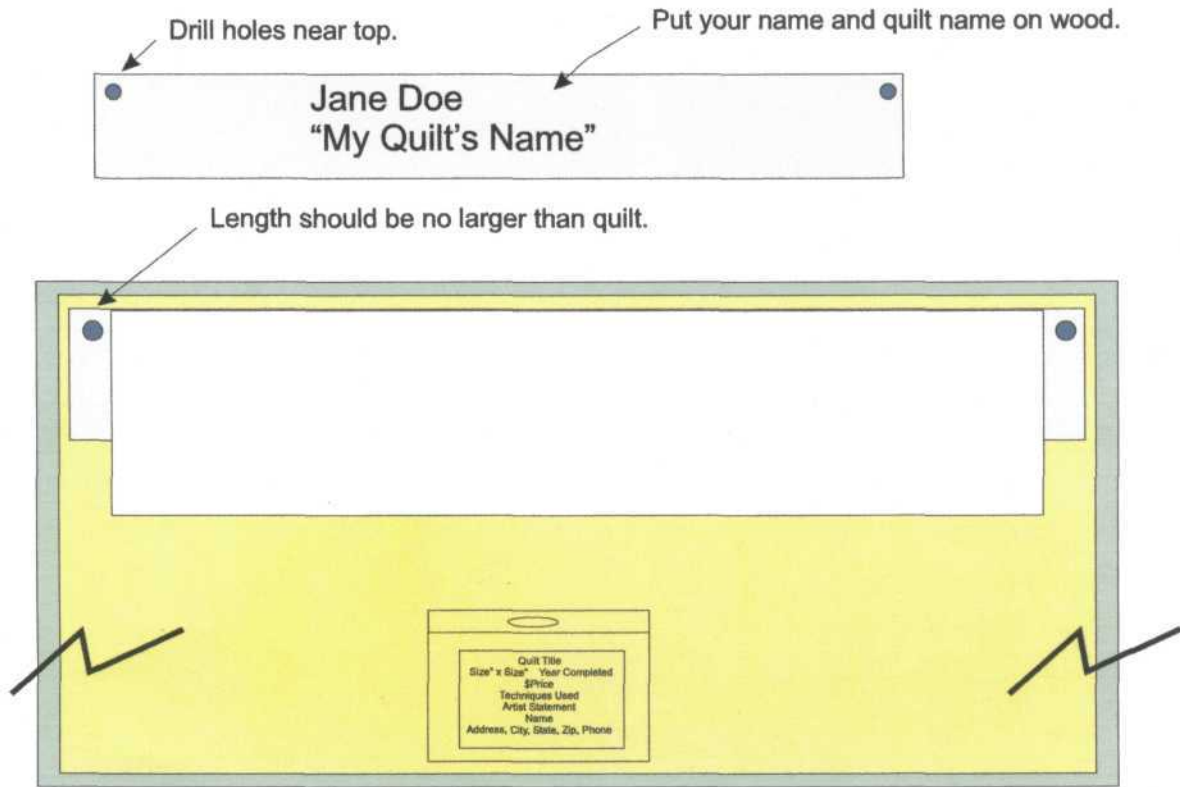 Drill holes near top.
Put your name and quilt name on wood.
Jane Doe
“My Quilt's Name”
Length should be no larger than quilt.
Quilt Title
Size" x Size" Year Completed
$Price
Techniques Used
Artist Statement
Name
Address, City, State, Zip, Phone